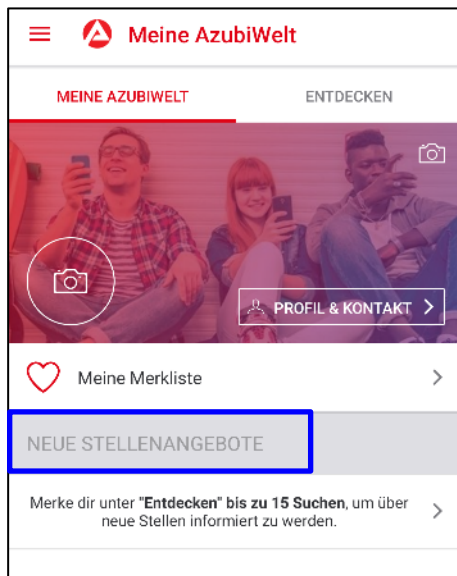 Meine AzubiWelt
MEINE AZUBIWELT ENTDECKEN
PROFIL & KONTAKT
Meine Merkliste
NEUE STELLENANGEBOTE
Merke dir unter "Entdecken" bis zu 15 Suchen, um über
neue Stellen informiert zu werden.